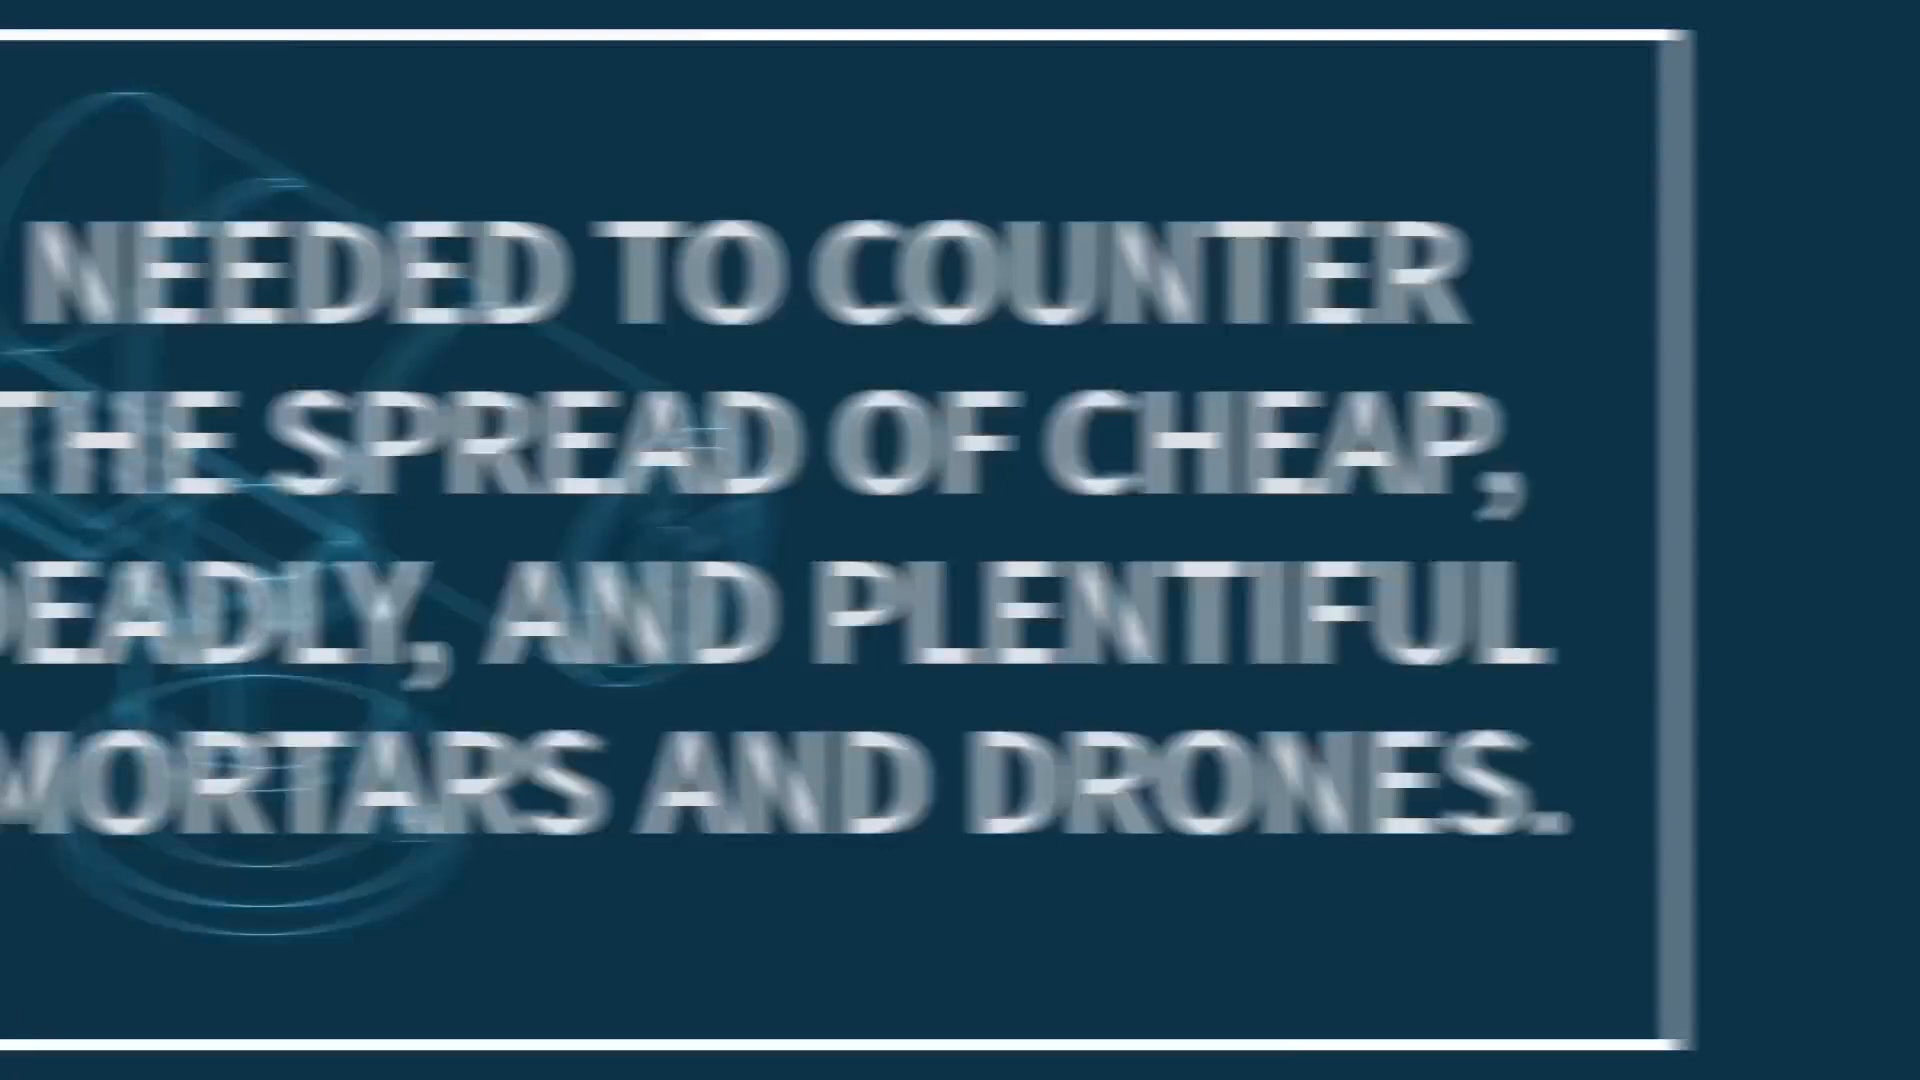 NEEDED TO COUNTER
THE SPREAD OF CHEAP,
DEADLY, AND PLENTIFUL
MORTARS AND DRONES.